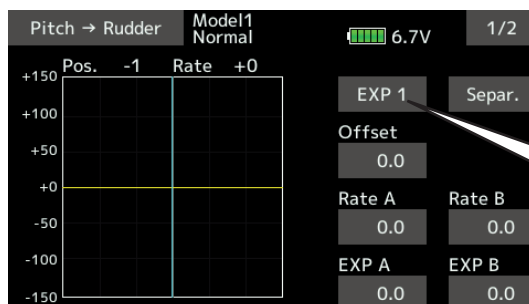 Pitch → Rudder
Model1
Normal
6.7V
1/2
Pos. -1 Rate +0
+150
+100
+50
+0
-50
-100
-150
EXP 1
Separ.
Offset
0.0
Rate A
Rate B
0.0
0.0
EXP A
EXP B
0.0
0.0